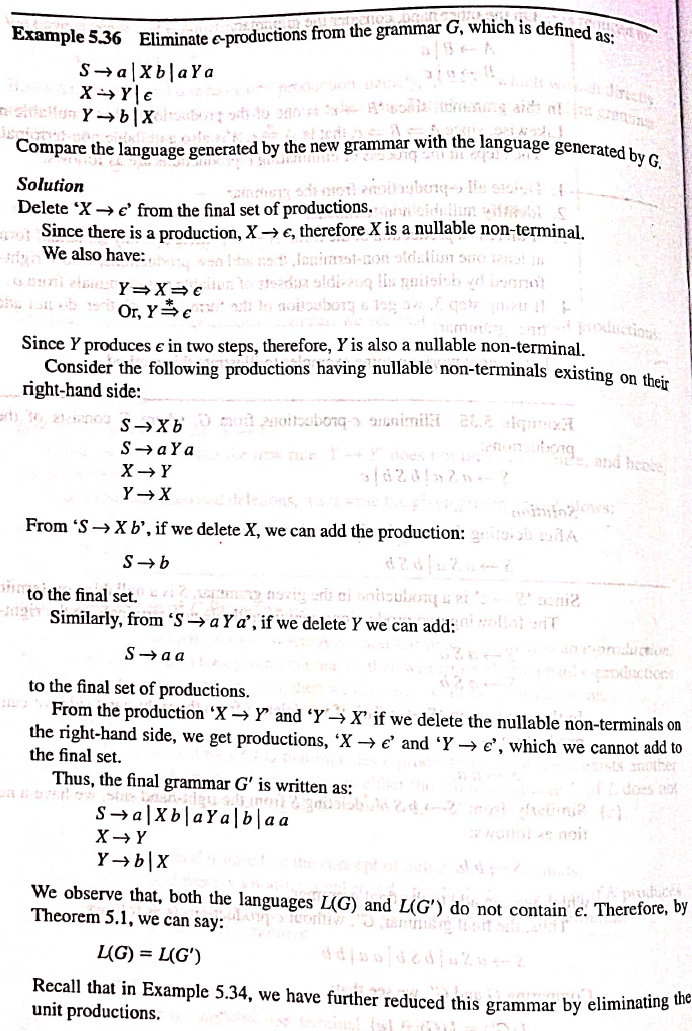 Example 5.36 Eliminate ϵ-productions from the grammar G, which is defined as:
S → a | X b | a Y a
X → Y | ϵ
Y → b | X
Compare the language generated by the new grammar with the language generated by G.
Solution
Delete ‘X → ϵ’ from the final set of productions.
Since there is a production, X → ϵ, therefore X is a nullable non-terminal.
We also have:
Y ⇒ X ⇒ ϵ
Or, Y ⇒* ϵ
Since Y produces ϵ in two steps, therefore, Y is also a nullable non-terminal.
Consider the following productions having nullable non-terminals existing on their
right-hand side:
S → X b
S → a Y a
X → Y
Y → X
From ‘S → X b’, if we delete X, we can add the production:
S → b
to the final set.
Similarly, from ‘S → a Y a’, if we delete Y we can add:
S → a a
to the final set of productions.
From the production ‘X → Y’ and ‘Y → X’ if we delete the nullable non-terminals on
the right-hand side, we get productions, ‘X → ϵ’ and ‘Y → ϵ’, which we cannot add to
the final set.
Thus, the final grammar G′ is written as:
S → a | X b | a Y a | b | a a
X → Y
Y → b | X
We observe that, both the languages L(G) and L(G′) do not contain ϵ. Therefore, by
Theorem 5.1, we can say:
L(G) = L(G′)
Recall that in Example 5.34, we have further reduced this grammar by eliminating the
unit productions.